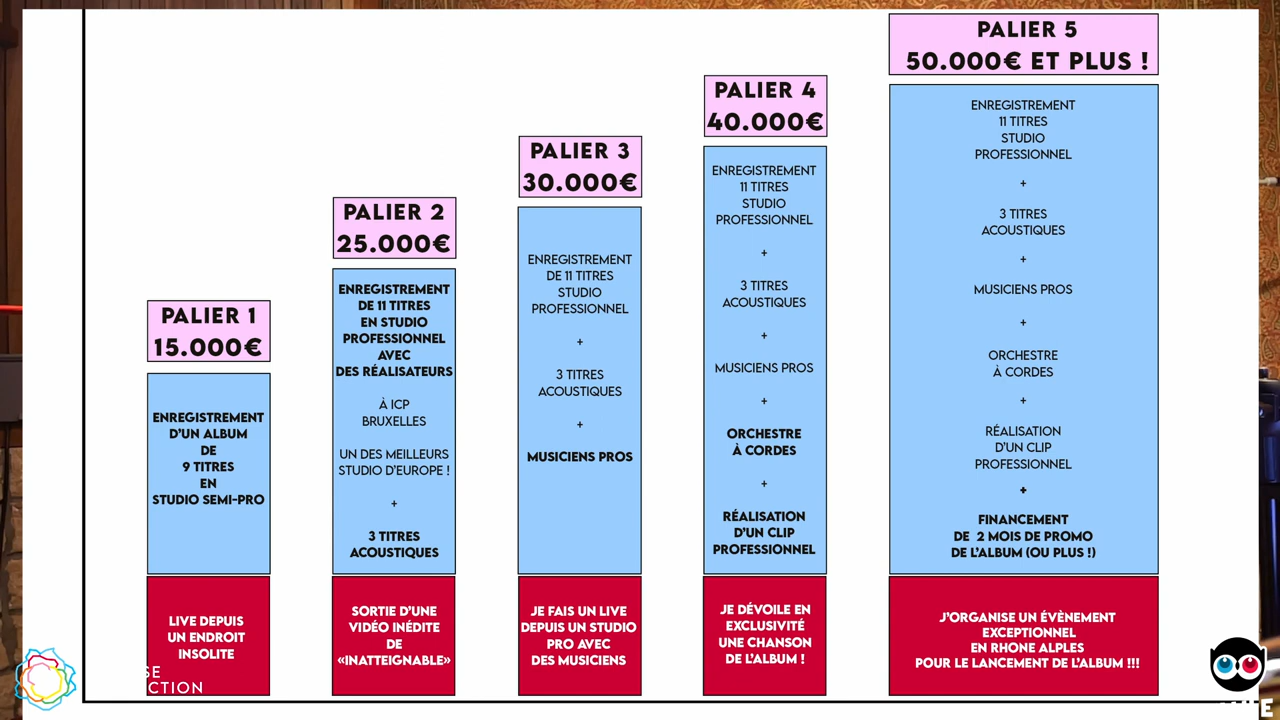 PALIER 1
15.000€
ENREGISTREMENT
D'UN ALBUM
DE
9 TITRES
EN
STUDIO SEMI-PRO
LIVE DEPUIS
UN ENDROIT
INSOLITE
PALIER 2
25.000€
ENREGISTREMENT
DE 11 TITRES
EN STUDIO
PROFESSIONNEL
AVEC
DES RÉALISATEURS
À ICP
BRUXELLES
UN DES MEILLEURS
STUDIO D'EUROPE !
+
3 TITRES
ACOUSTIQUES
SORTIE D'UNE
VIDÉO INÉDITE
DE
«INATTEIGNABLE»
PALIER 3
30.000€
ENREGISTREMENT
DE 11 TITRES
STUDIO
PROFESSIONNEL
+
3 TITRES
ACOUSTIQUES
+
MUSICIENS PROS
JE FAIS UN LIVE
DEPUIS UN STUDIO
PRO AVEC
DES MUSICIENS
PALIER 4
40.000€
ENREGISTREMENT
11 TITRES
STUDIO
PROFESSIONNEL
+
3 TITRES
ACOUSTIQUES
+
MUSICIENS PROS
+
ORCHESTRE
À CORDES
+
RÉALISATION
D'UN CLIP
PROFESSIONNEL
JE DÉVOILE EN
EXCLUSIVITÉ
UNE CHANSON
DE L'ALBUM !
PALIER 5
50.000€ ET PLUS !
ENREGISTREMENT
11 TITRES
STUDIO
PROFESSIONNEL
+
3 TITRES
ACOUSTIQUES
+
MUSICIENS PROS
+
ORCHESTRE
À CORDES
+
RÉALISATION
D'UN CLIP
PROFESSIONNEL
+
FINANCEMENT
DE 2 MOIS DE PROMO
DE L'ALBUM (OU PLUS !)
J'ORGANISE UN ÉVÈNEMENT
EXCEPTIONNEL
EN RHONE ALPES
POUR LE LANCEMENT DE L'ALBUM !!!
SE
CTION